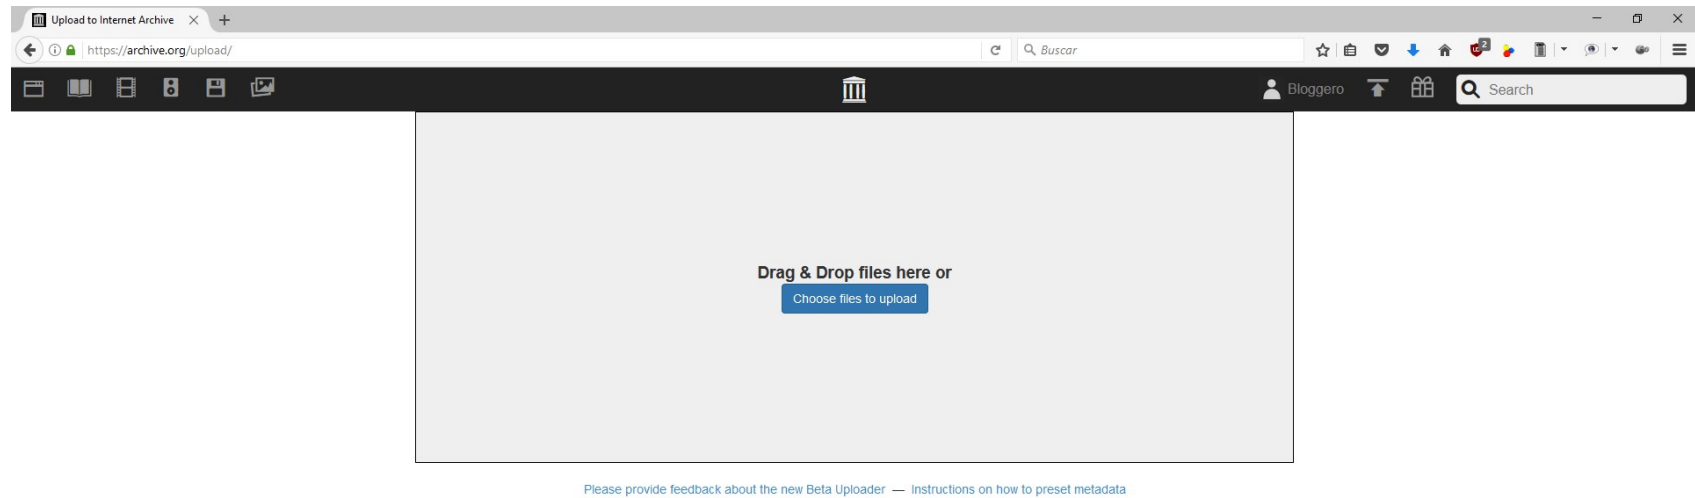 Upload to Internet Archive
https://archive.org/upload/
Buscar
2
Bloggero
Search
Drag & Drop files here or
Choose files to upload
Please provide feedback about the new Beta Uploader — Instructions on how to preset metadata